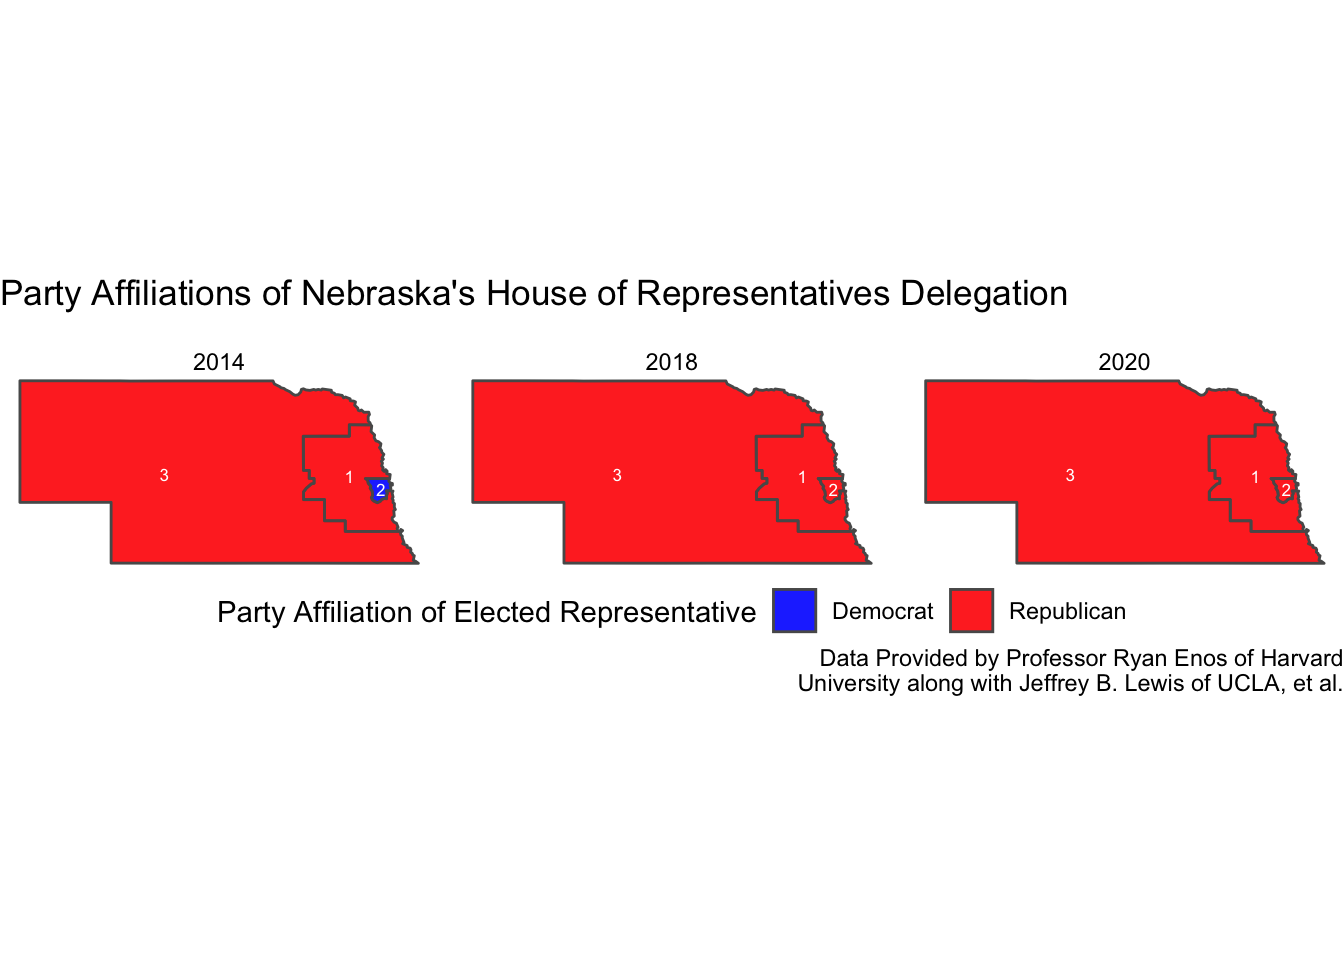 Party Affiliations of Nebraska's House of Representatives Delegation
2014
2018
2020
3
1
2
3
1
2
3
1
2
Party Affiliation of Elected Representative
Democrat
Republican
Data Provided by Professor Ryan Enos of Harvard
University along with Jeffrey B. Lewis of UCLA, et al.